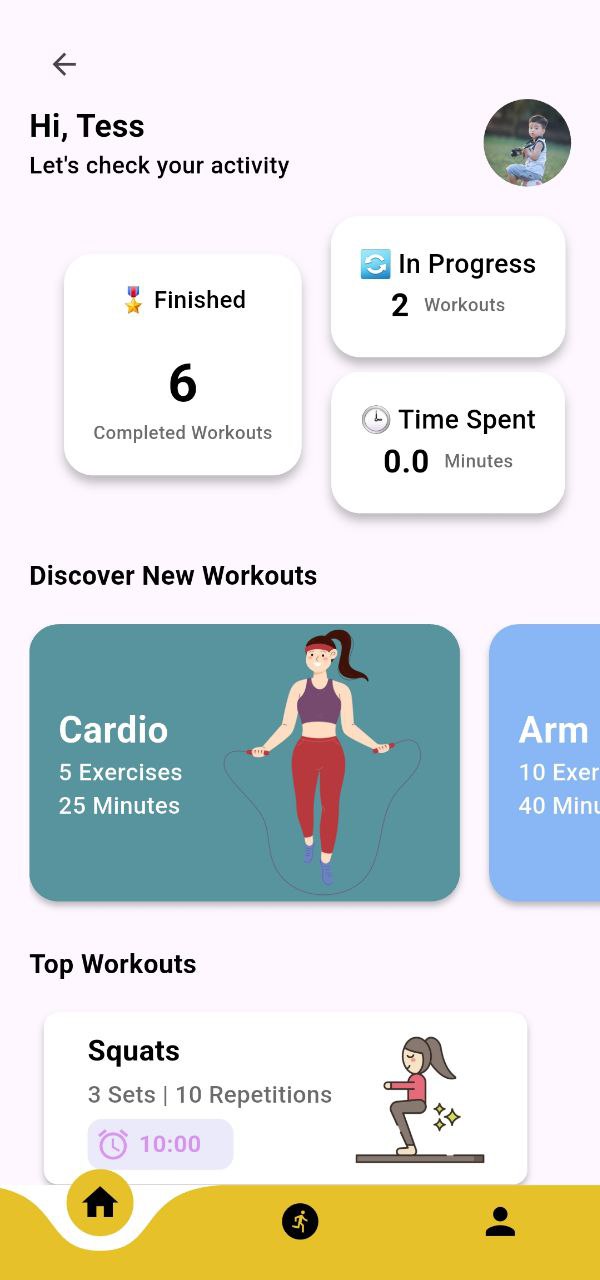 Hi, Tess
Let's check your activity
Finished
6
Completed Workouts
In Progress
2 Workouts
Time Spent
0.0 Minutes
Discover New Workouts
Cardio
5 Exercises
25 Minutes
Arm
10 Exer
40 Minu
Top Workouts
Squats
3 Sets | 10 Repetitions
10:00